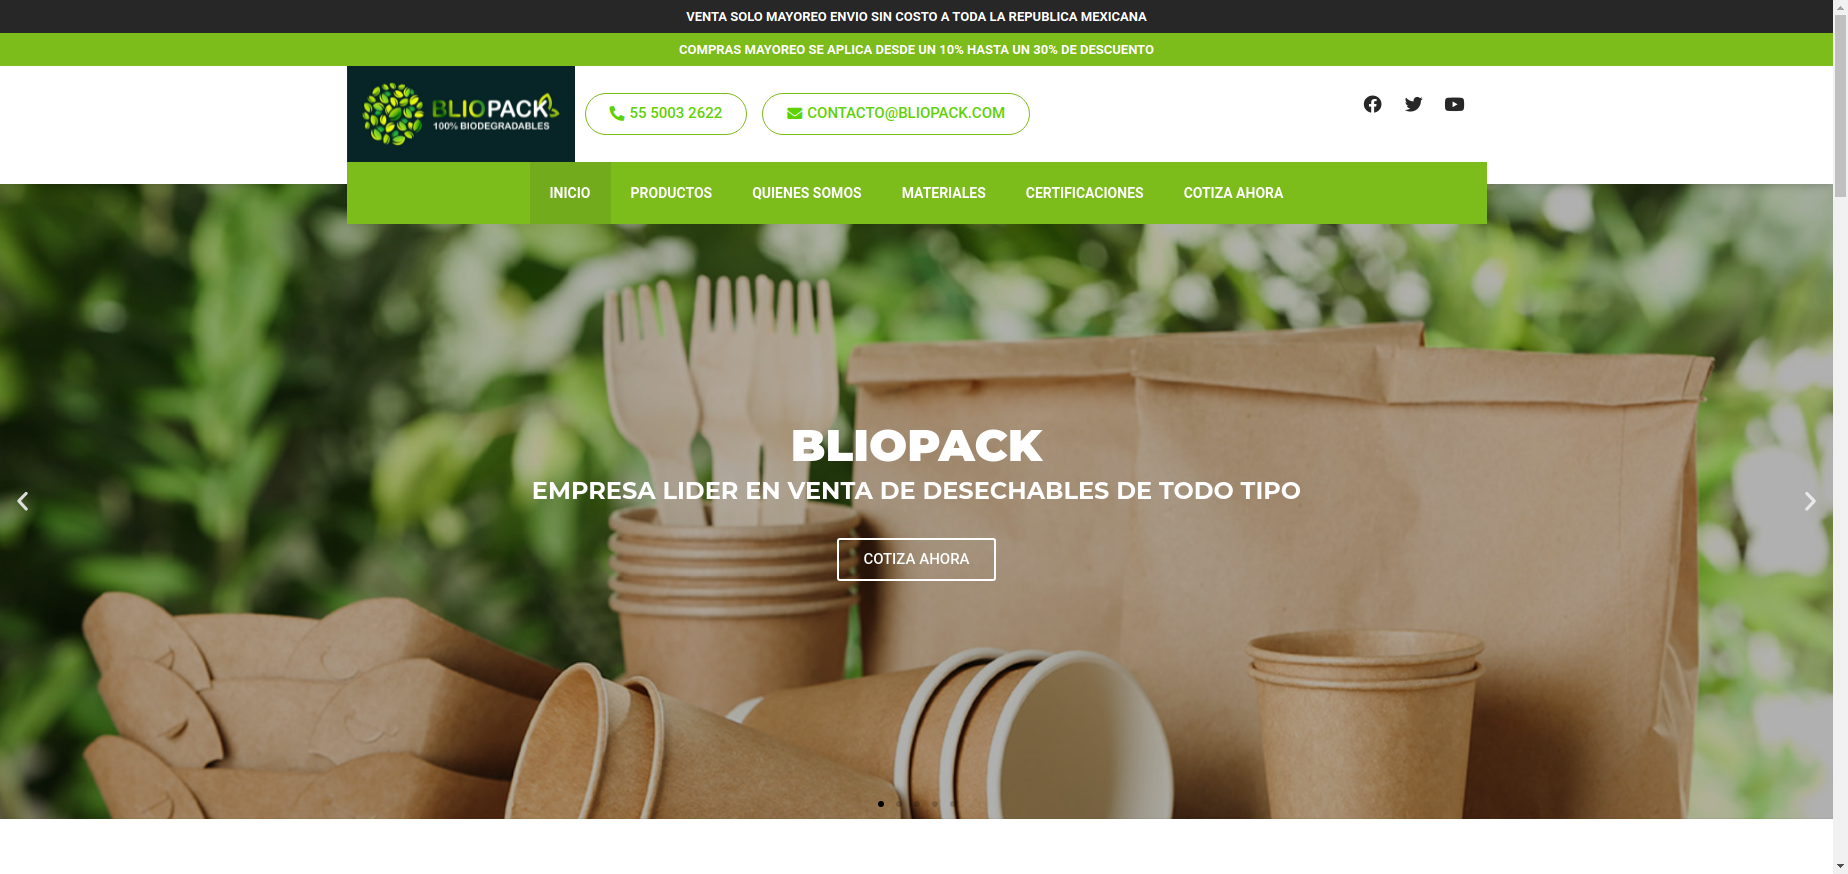 VENTA SOLO MAYOREO ENVIO SIN COSTO A TODA LA REPUBLICA MEXICANA
COMPRAS MAYOREO SE APLICA DESDE UN 10% HASTA UN 30% DE DESCUENTO
BLIOPACK
100% BIODEGRADABLES
55 5003 2622
CONTACTO@BLIOPACK.COM
INICIO PRODUCTOS QUIENES SOMOS MATERIALES CERTIFICACIONES COTIZA AHORA
BLIOPACK
EMPRESA LIDER EN VENTA DE DESECHABLES DE TODO TIPO
COTIZA AHORA